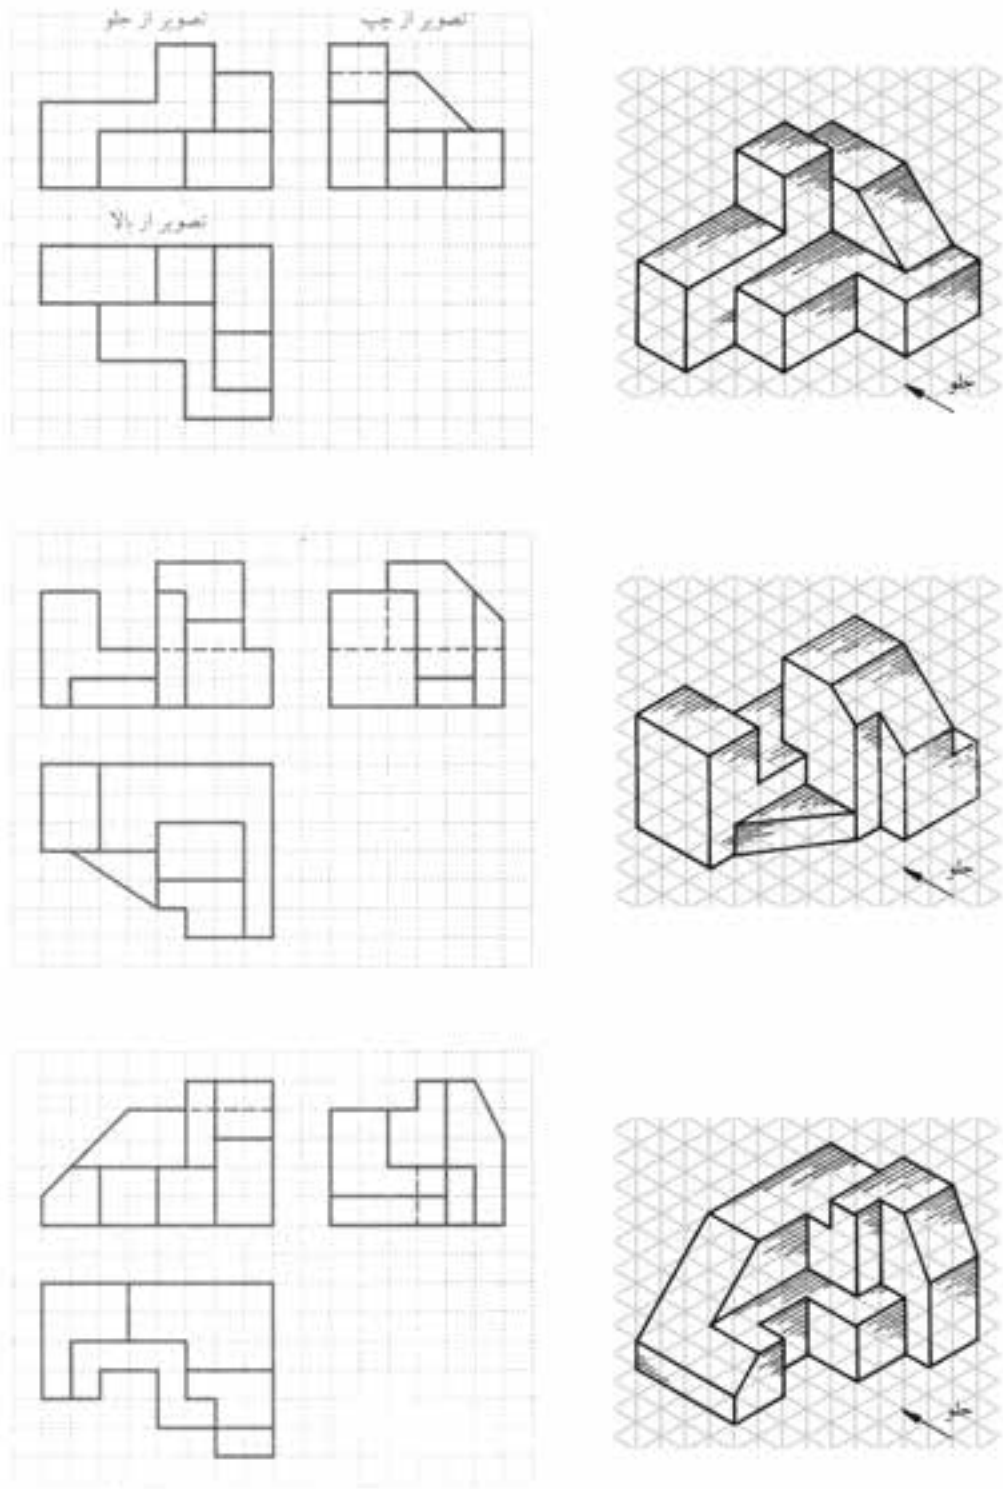 تصویر از جلو
تصویر از چپ
تصویر از بالا
جلو
جلو
جلو